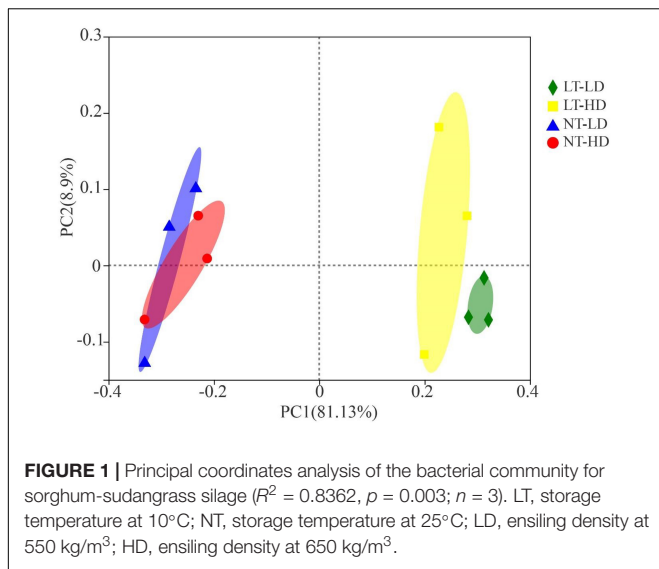 0.3
0.2
0.1
0
-0.1
PC2(8.9%)
-0.4
-0.2
0
0.2
0.4
PC1(81.13%)
LT-LD
LT-HD
NT-LD
NT-HD
FIGURE 1 | Principal coordinates analysis of the bacterial community for
sorghum-sudangrass silage (R² = 0.8362, p = 0.003; n = 3). LT, storage
temperature at 10°C; NT, storage temperature at 25°C; LD, ensiling density at
550 kg/m³; HD, ensiling density at 650 kg/m³.